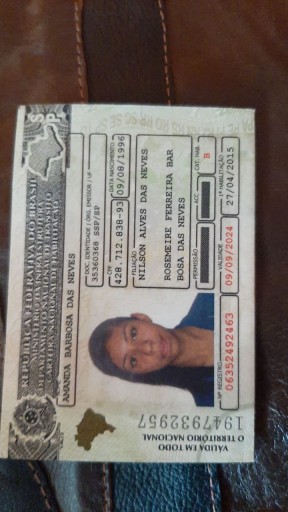 REPÚBLICA FEDERATIVA DO BRASIL
MINISTÉRIO DAS CIDADES
DEPARTAMENTO NACIONAL DE TRÂNSITO
CARTEIRA NACIONAL DE HABILITAÇÃO
SP
AMANDA BARBOSA DAS NEVES
DOC. IDENTIDADE / ÓRG. EMISSOR / UF
35360368 SSP/SP
CPF
428.712.838-93
DATA NASCIMENTO
09/08/1996
FILIAÇÃO
NILSON ALVES DAS NEVES
ROSEMEIRE FERREIRA BAR
BOSA DAS NEVES
PERMISSÃO
ACC
CAT. HAB.
B
Nº REGISTRO
06352492463
VALIDADE
09/09/2024
1ª HABILITAÇÃO
27/04/2015
VÁLIDA EM TODO
O TERRITÓRIO NACIONAL
1947932957